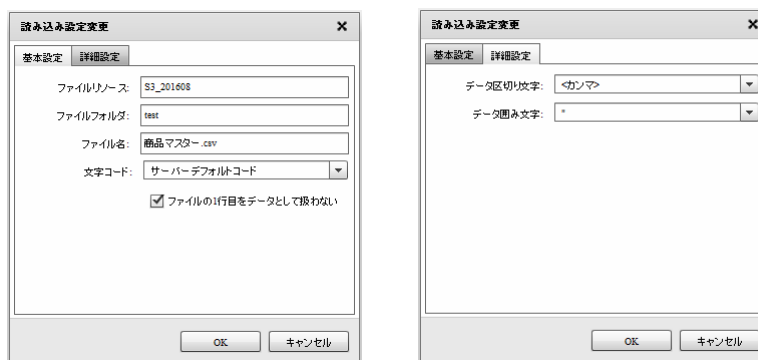 読み込み設定変更
基本設定 詳細設定
ファイルリソース: S3_201608
ファイルフォルダ: test
ファイル名: 商品マスター.csv
文字コード: サーバーデフォルトコード
ファイルの1行目をデータとして扱わない
OK キャンセル
読み込み設定変更
基本設定 詳細設定
データ区切り文字: <カンマ>
データ囲み文字: "
OK キャンセル